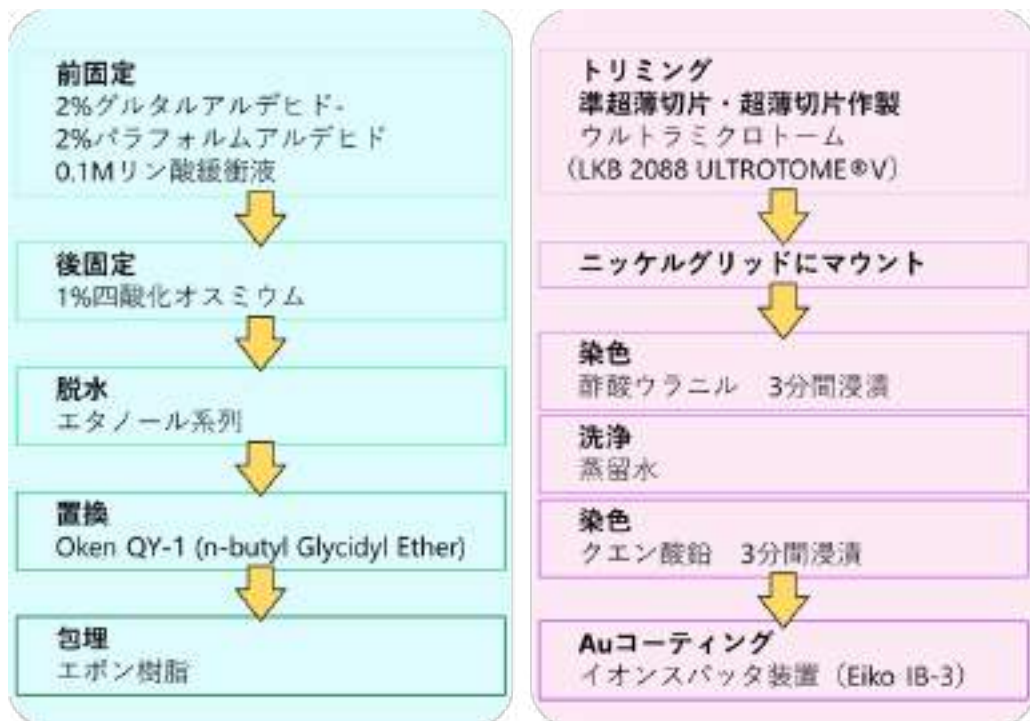 前固定
2%グルタルアルデヒド-
2%パラフォルムアルデヒド
0.1Mリン酸緩衝液
後固定
1%四酸化オスミウム
脱水
エタノール系列
置換
Oken QY-1 (n-butyl Glycidyl Ether)
包埋
エポン樹脂
トリミング
準超薄切片・超薄切片作製
ウルトラミクロトーム
(LKB 2088 ULTROTOME®V)
ニッケルグリッドにマウント
染色
酢酸ウラニル 3分間浸漬
洗浄
蒸留水
染色
クエン酸鉛 3分間浸漬
Auコーティング
イオンスパッタ装置(Eiko IB-3)